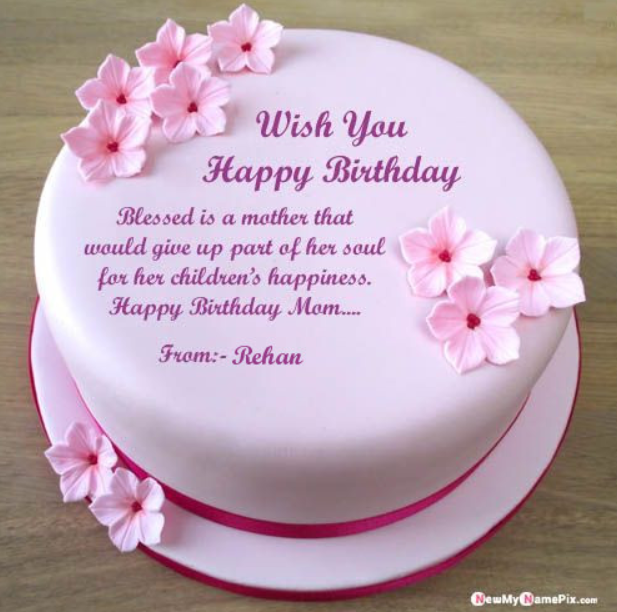 Wish You
Happy Birthday
Blessed is a mother that
would give up part of her soul
for her children's happiness.
Happy Birthday Mom....
From:- Rehan
NewMyNamePix.com